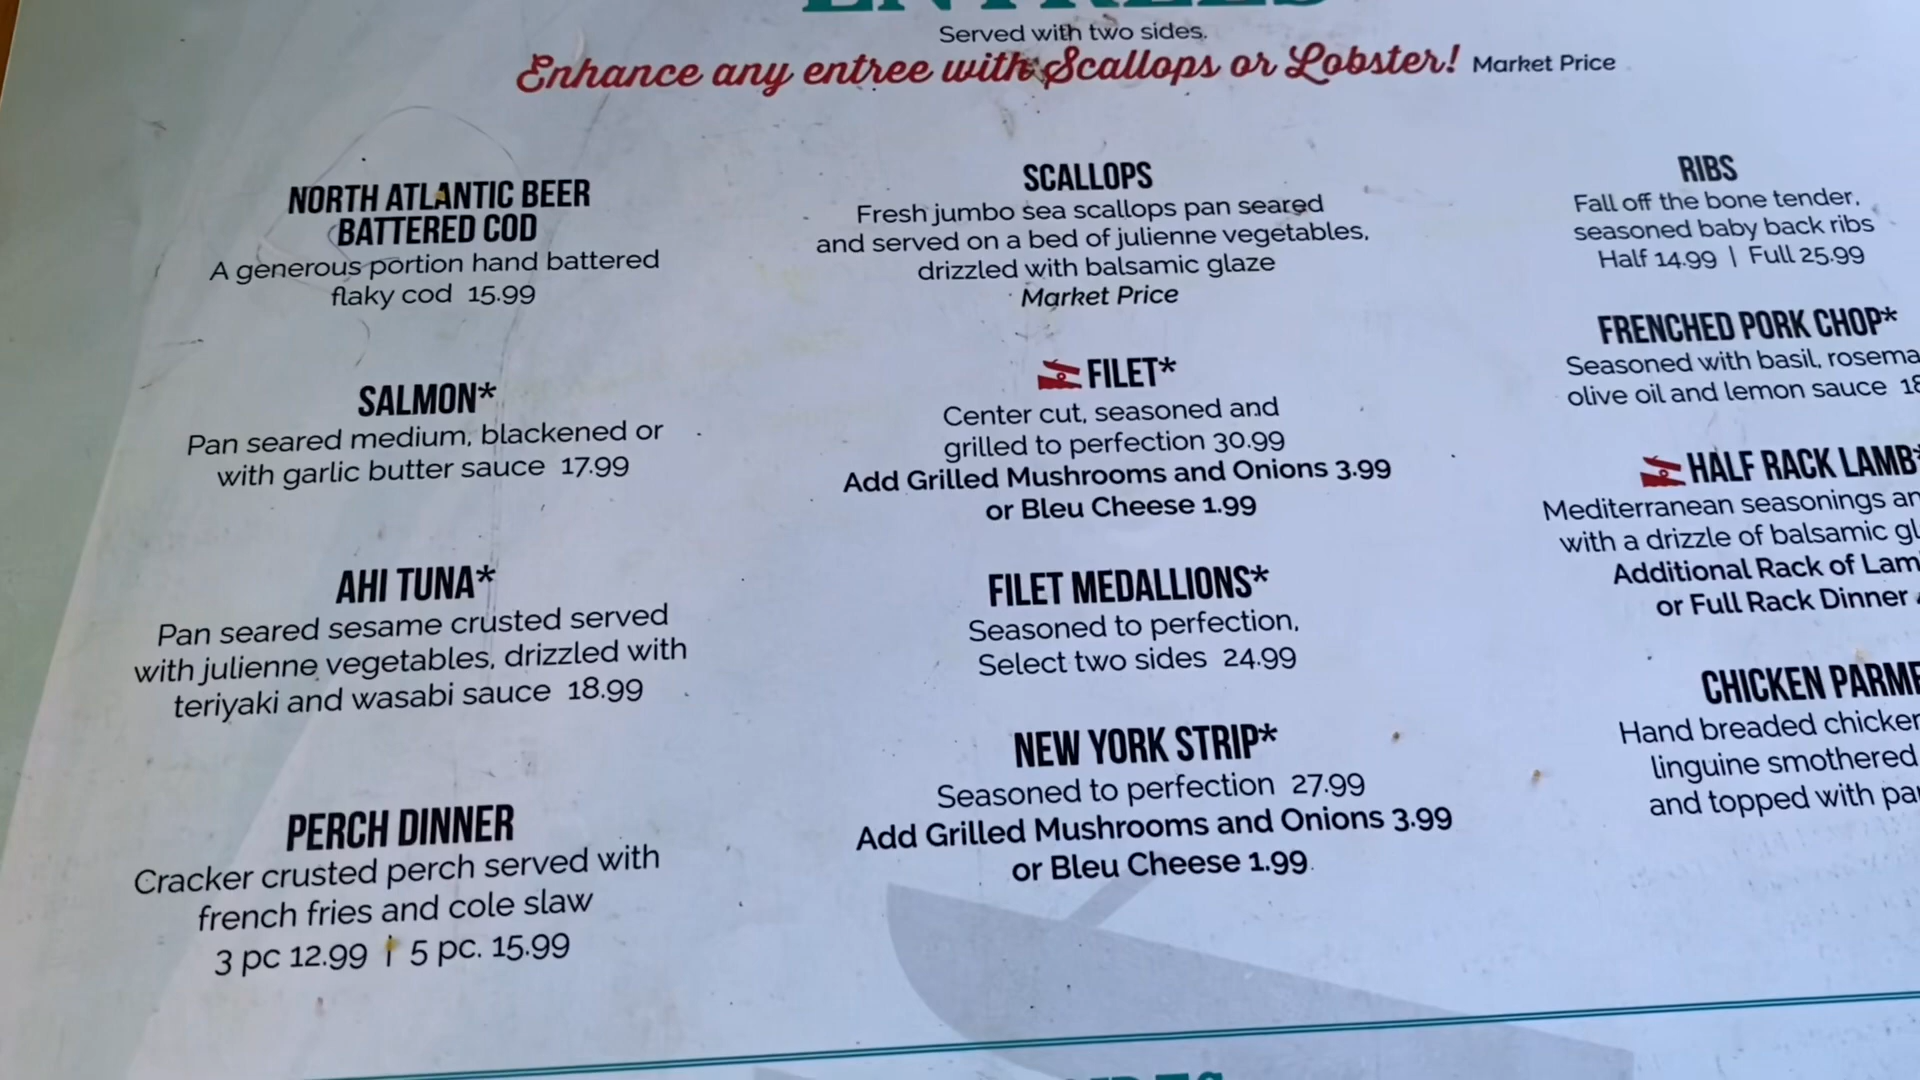 ENTREES
Served with two sides.
Enhance any entree with Scallops or Lobster! Market Price
NORTH ATLANTIC BEER
BATTERED COD
A generous portion hand battered
flaky cod 15.99
SALMON*
Pan seared medium, blackened or
with garlic butter sauce 17.99
AHI TUNA*
Pan seared sesame crusted served
with julienne vegetables, drizzled with
teriyaki and wasabi sauce 18.99
PERCH DINNER
Cracker crusted perch served with
french fries and cole slaw
3 pc 12.99 | 5 pc. 15.99
SCALLOPS
Fresh jumbo sea scallops pan seared
and served on a bed of julienne vegetables,
drizzled with balsamic glaze
Market Price
FILET*
Center cut, seasoned and
grilled to perfection 30.99
Add Grilled Mushrooms and Onions 3.99
or Bleu Cheese 1.99
FILET MEDALLIONS*
Seasoned to perfection,
Select two sides 24.99
NEW YORK STRIP*
Seasoned to perfection 27.99
Add Grilled Mushrooms and Onions 3.99
or Bleu Cheese 1.99
RIBS
Fall off the bone tender,
seasoned baby back ribs
Half 14.99 | Full 25.99
FRENCHED PORK CHOP*
Seasoned with basil,
olive oil and lemon sauce
HALF RACK LAMB*
Mediterranean seasonings
with a drizzle of balsamic
Additional Rack of
or Full Rack Dinner
CHICKEN
Hand breaded
linguine smothered
and topped with